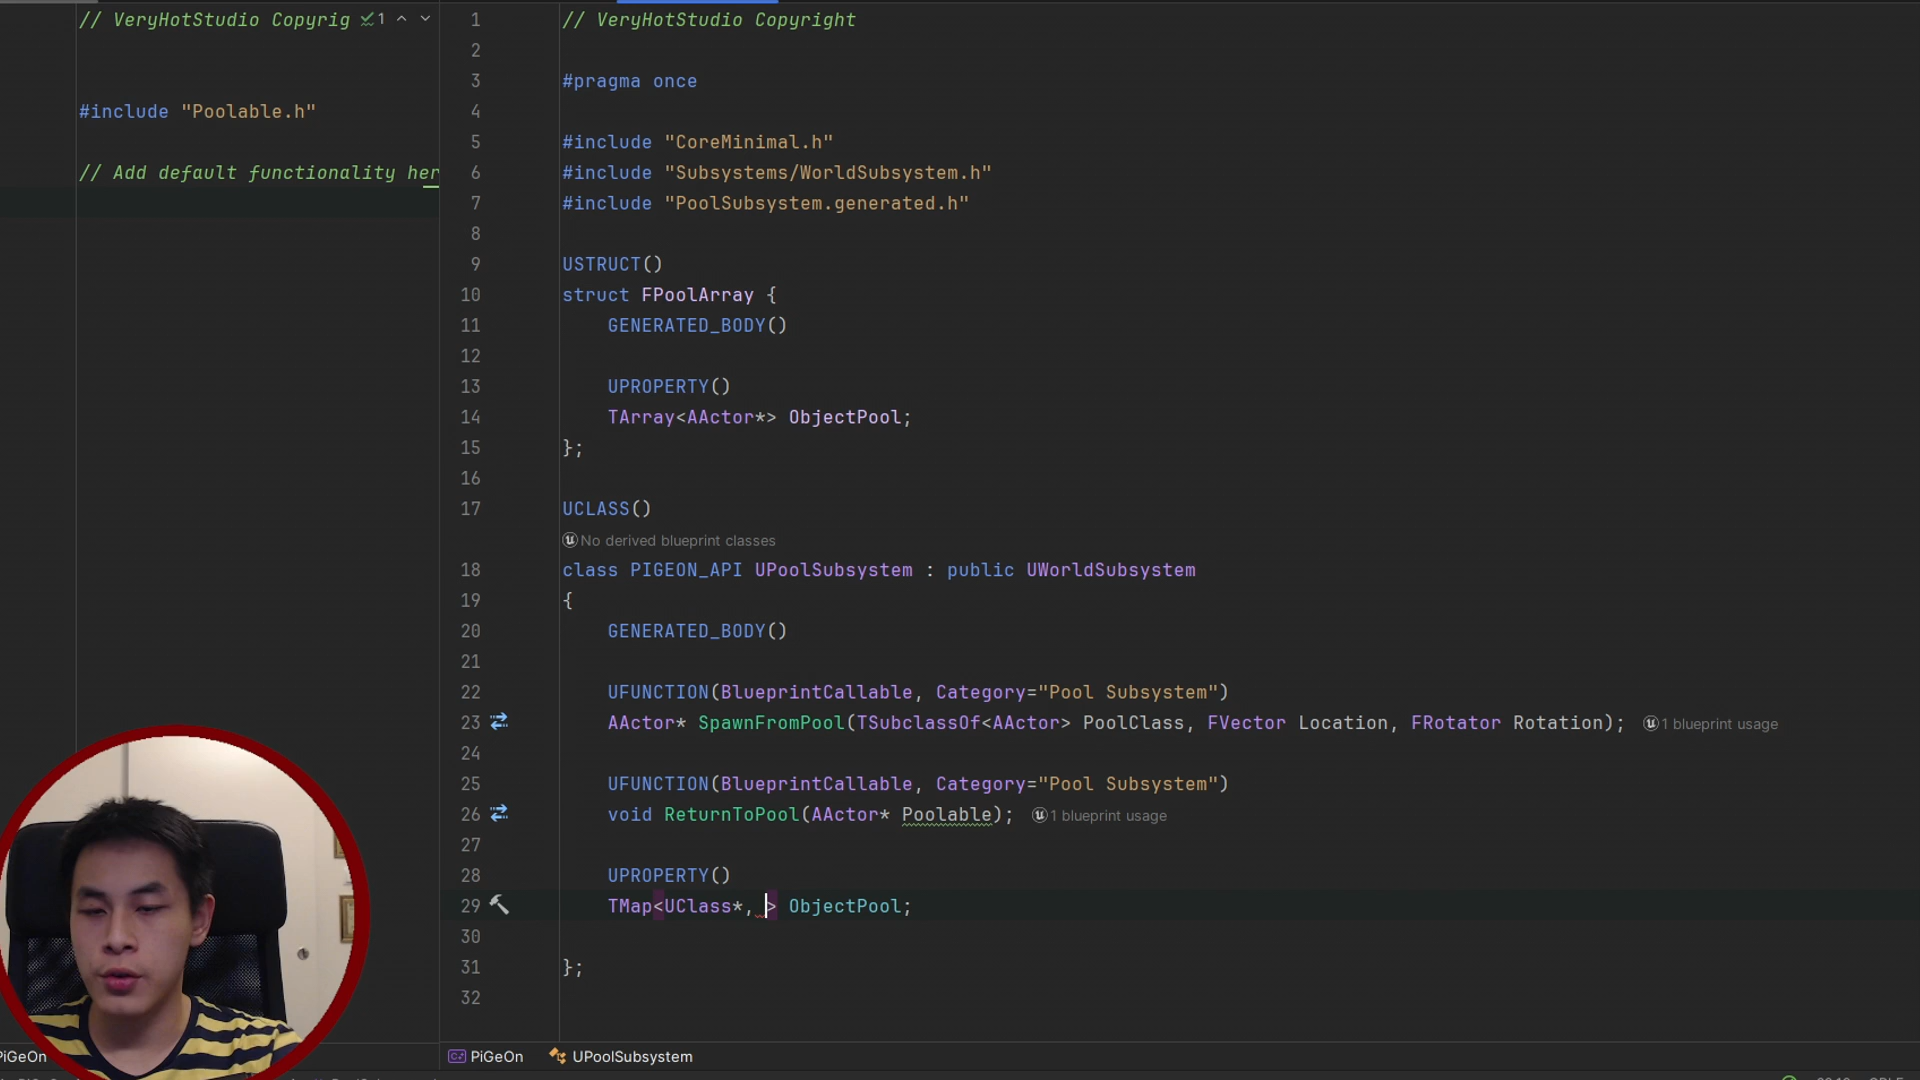 // VeryHotStudio Copyrig 1
#include "Poolable.h"
// Add default functionality her
1 // VeryHotStudio Copyright
2
3 #pragma once
4
5 #include "CoreMinimal.h"
6 #include "Subsystems/WorldSubsystem.h"
7 #include "PoolSubsystem.generated.h"
8
9 USTRUCT()
10 struct FPoolArray {
11 GENERATED_BODY()
12
13 UPROPERTY()
14 TArray<AActor*> ObjectPool;
15 };
16
17 UCLASS()
No derived blueprint classes
18 class PIGEON_API UPoolSubsystem : public UWorldSubsystem
19 {
20 GENERATED_BODY()
21
22 UFUNCTION(BlueprintCallable, Category="Pool Subsystem")
23 AActor* SpawnFromPool(TSubclassOf<AActor> PoolClass, FVector Location, FRotator Rotation); 1 blueprint usage
24
25 UFUNCTION(BlueprintCallable, Category="Pool Subsystem")
26 void ReturnToPool(AActor* Poolable); 1 blueprint usage
27
28 UPROPERTY()
29 TMap<UClass*, > ObjectPool;
30
31 };
32
PiGeOn
PiGeOn UPoolSubsystem